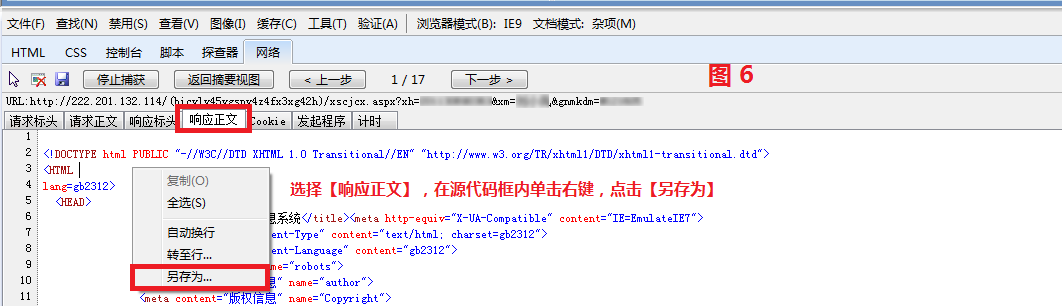 文件(F) 查找(N) 禁用(S) 查看(V) 图像(I) 缓存(C) 工具(T) 验证(A) 浏览器模式(B): IE9 文档模式: 杂项(M)
HTML CSS 控制台 脚本 探查器 网络
停止捕获 返回摘要视图 < 上一步 1 / 17 下一步 >
图 6
URL:http://222.201.132.114/(bicyly45vgspv4z4fx3xg42h)/xscjcx.aspx?xh= &xm= &gnmkdm=
请求标头 请求正文 响应标头 响应正文 Cookie 发起程序 计时
1
2 <!DOCTYPE html PUBLIC "-//W3C//DTD XHTML 1.0 Transitional//EN" "http://www.w3.org/TR/xhtml1/DTD/xhtml1-transitional.dtd">
3 <HTML
4 lang=gb2312>
5 <HEAD>
6 息系统</title><meta http-equiv="X-UA-Compatible" content="IE=EmulateIE7">
7 ent-Type" content="text/html; charset=gb2312">
8 ent-Language" content="gb2312">
9 ame="robots">
10 息" name="author">
11 <meta content="版权信息" name="Copyright">
复制(O)
全选(S)
自动换行
转至行...
另存为...
选择【响应正文】，在源代码框内单击右键，点击【另存为】